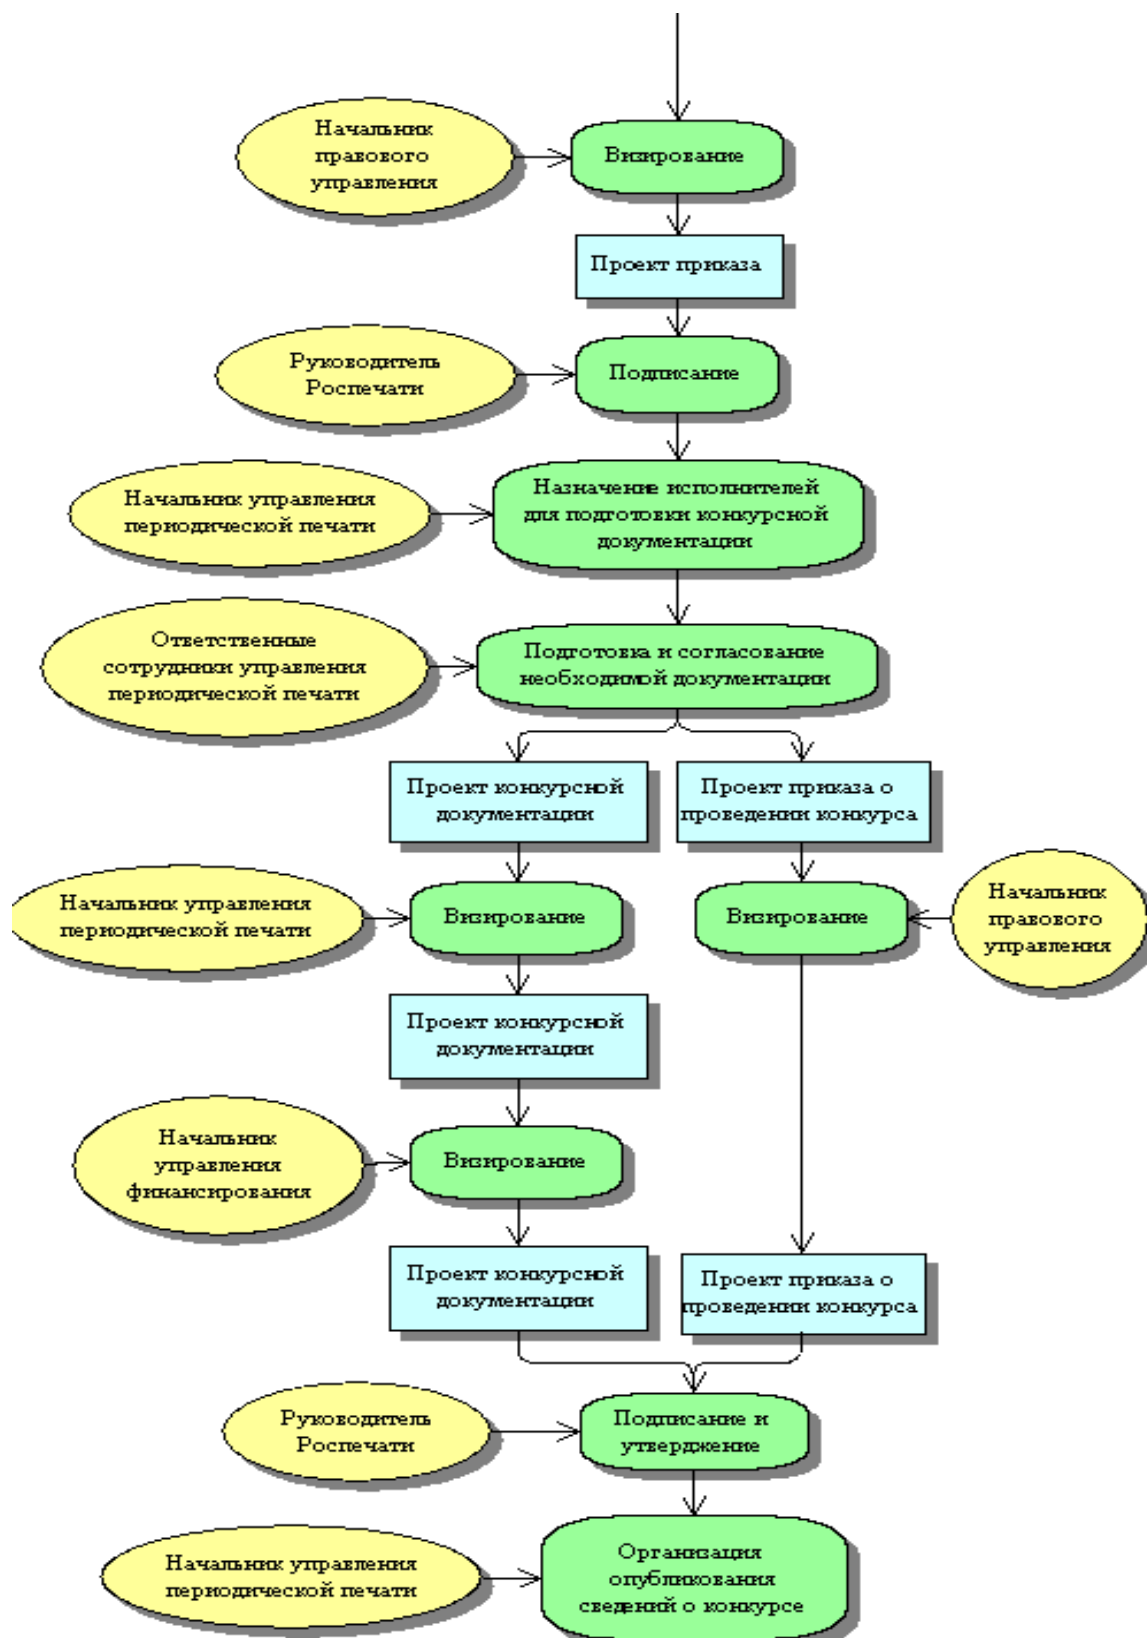 Начальник
правового
управления
Визирование
Проект приказа
Руководитель
Роспечати
Подписание
Начальник управления
периодической печати
Назначение исполнителей
для подготовки конкурсной
документации
Ответственные
сотрудники управления
периодической печати
Подготовка и согласование
необходимой документации
Проект конкурсной
документации
Проект приказа о
проведении конкурса
Начальник управления
периодической печати
Визирование
Визирование
Начальник
правового
управления
Проект конкурсной
документации
Начальник
управления
финансирования
Визирование
Проект конкурсной
документации
Проект приказа о
проведении конкурса
Руководитель
Роспечати
Подписание и
утверджение
Начальник управления
периодической печати
Организация
опубликования
сведений о конкурсе